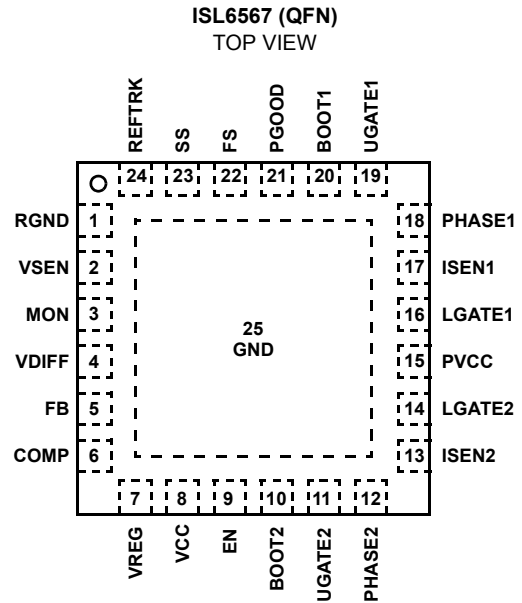 ISL6567 (QFN)
TOP VIEW
REFTRK
SS
FS
PGOOD
BOOT1
UGATE1
24
23
22
21
20
19
RGND 1
VSEN 2
MON 3
VDIFF 4
FB 5
COMP 6
25
GND
18 PHASE1
17 ISEN1
16 LGATE1
15 PVCC
14 LGATE2
13 ISEN2
7
8
9
10
11
12
VREG
VCC
EN
BOOT2
UGATE2
PHASE2